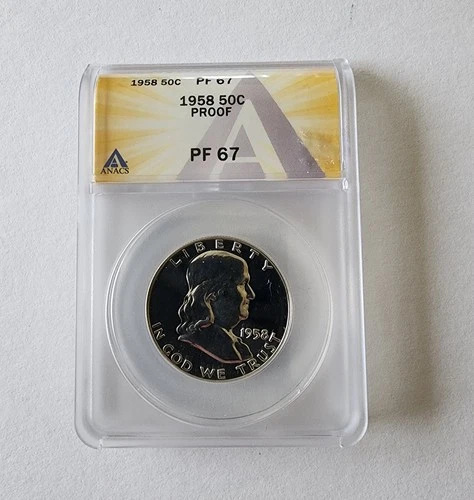 1958 50C PF 67
1958 50C
PROOF
PF 67
ANACS
LIBERTY
1958
IN GOD WE TRUST